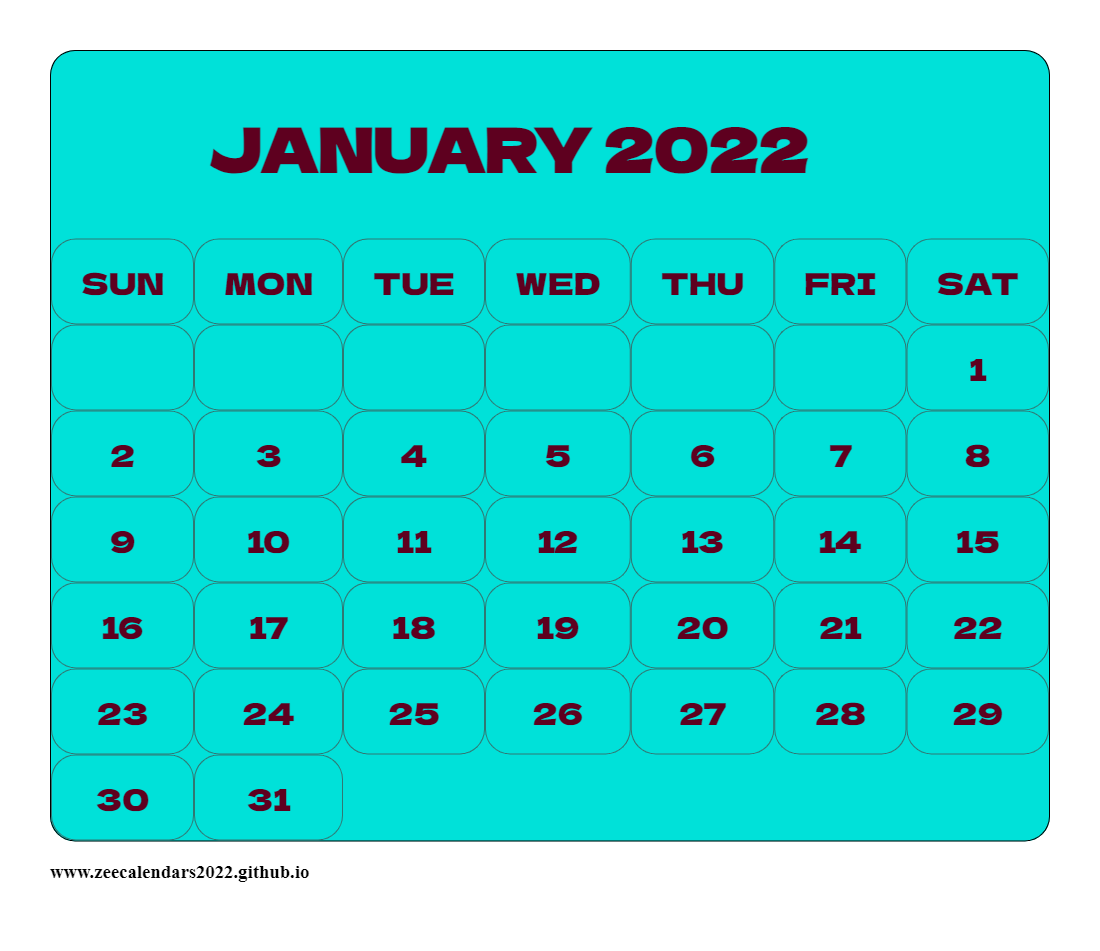 JANUARY 2022
SUN MON TUE WED THU FRI SAT
1
2 3 4 5 6 7 8
9 10 11 12 13 14 15
16 17 18 19 20 21 22
23 24 25 26 27 28 29
30 31
www.zeecalendars2022.github.io